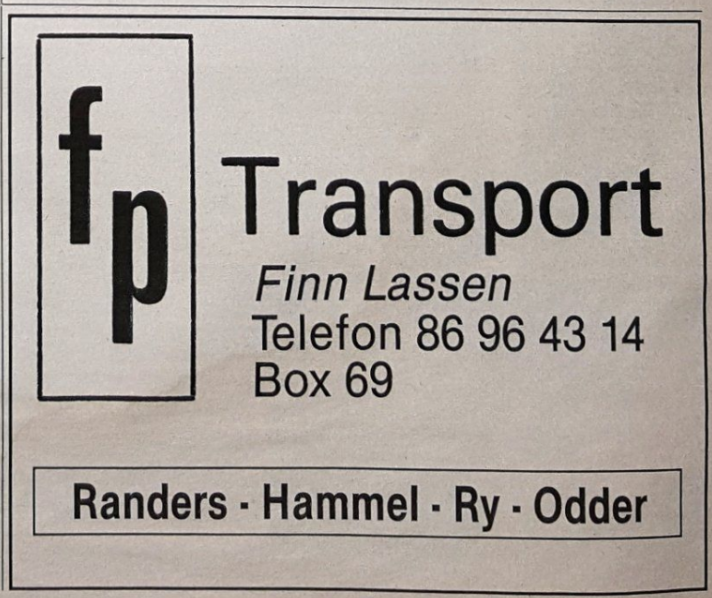 fp
Transport
Finn Lassen
Telefon 86 96 43 14
Box 69
Randers - Hammel - Ry - Odder